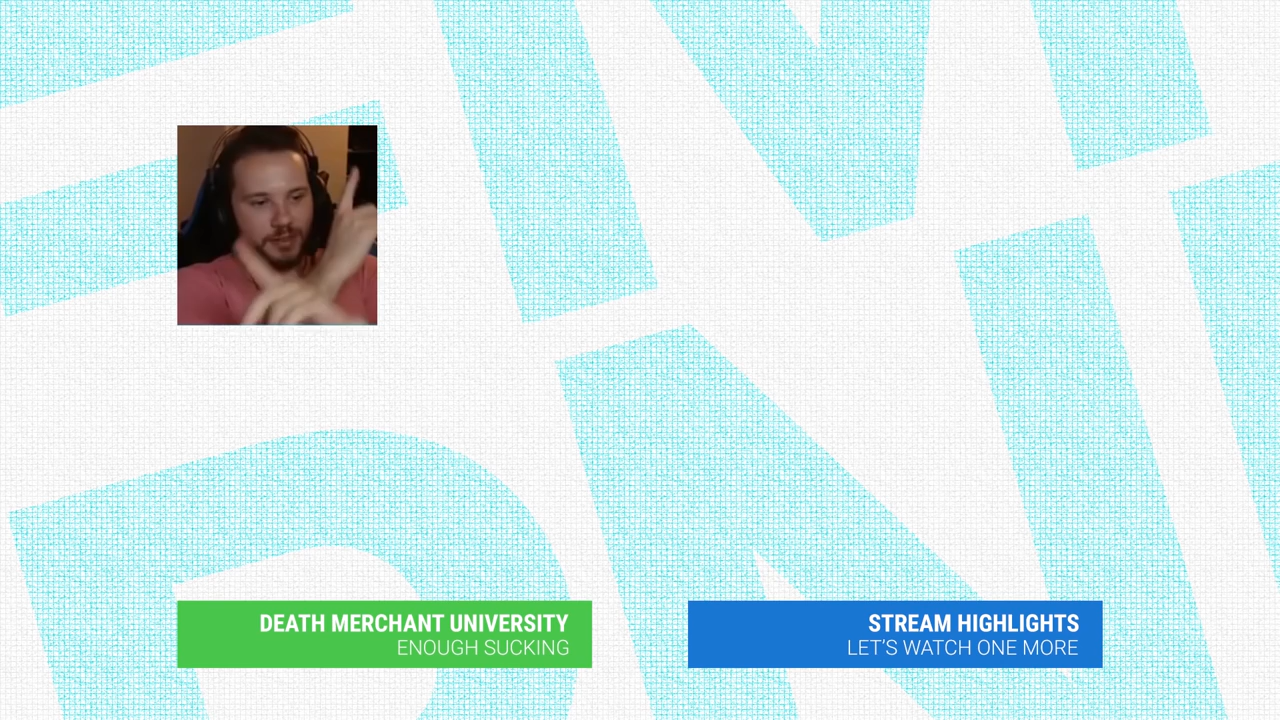 DEATH MERCHANT UNIVERSITY
ENOUGH SUCKING
STREAM HIGHLIGHTS
LET'S WATCH ONE MORE